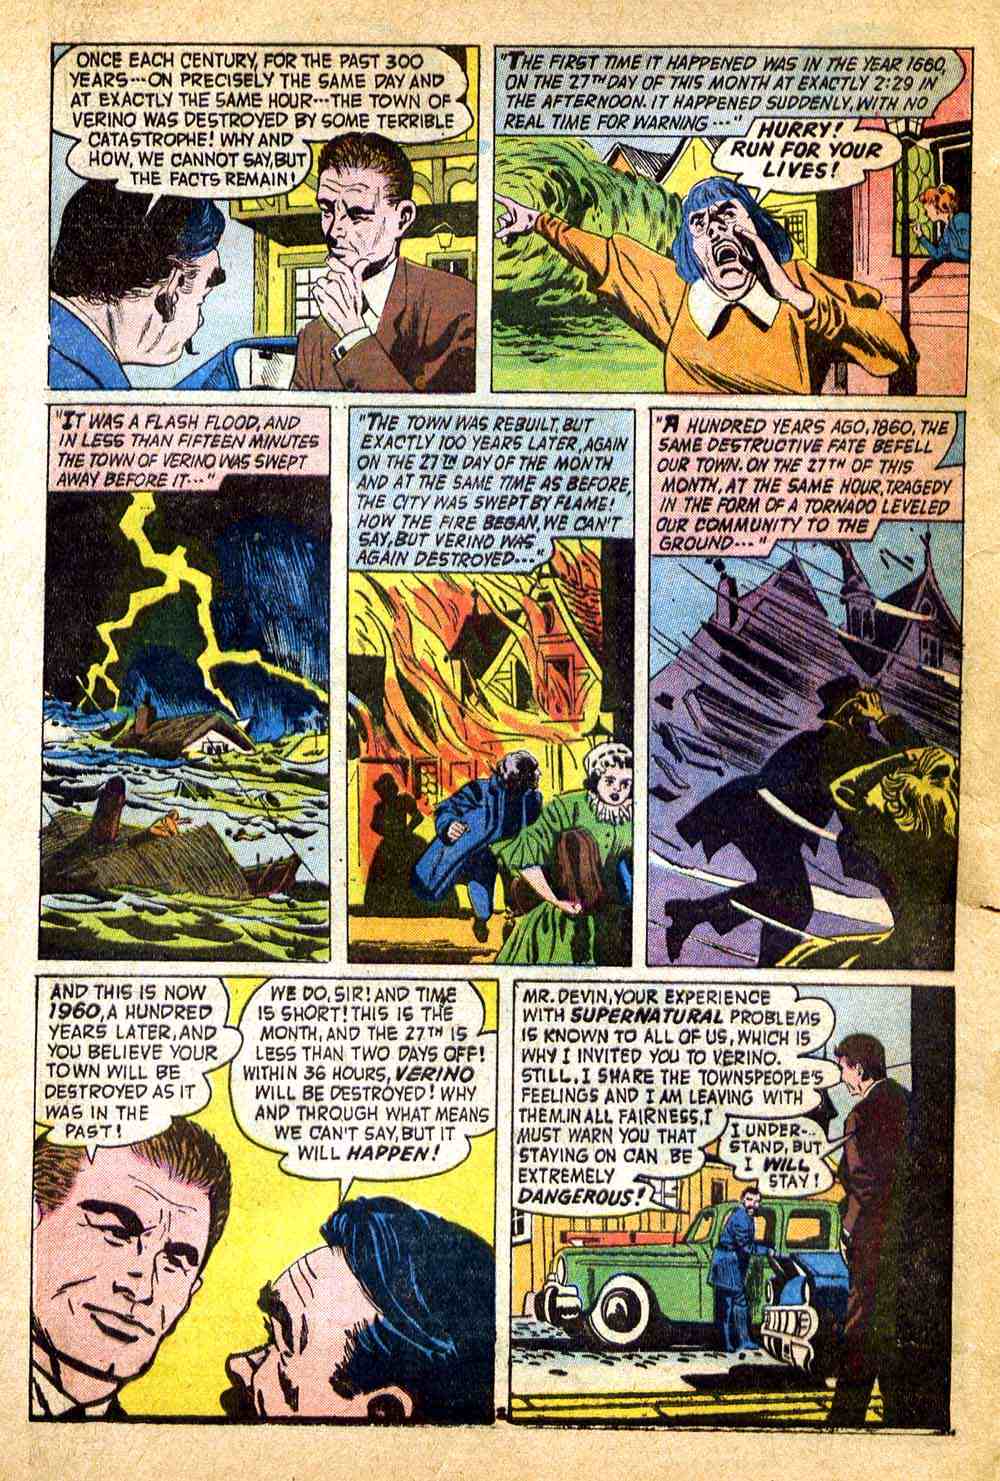 ONCE EACH CENTURY, FOR THE PAST 300
YEARS---ON PRECISELY THE SAME DAY AND
AT EXACTLY THE SAME HOUR---THE TOWN OF
VERINO WAS DESTROYED BY SOME TERRIBLE
CATASTROPHE! WHY AND
HOW, WE CANNOT SAY, BUT
THE FACTS REMAIN!
"THE FIRST TIME IT HAPPENED WAS IN THE YEAR 1660,
ON THE 27TH DAY OF THIS MONTH AT EXACTLY 2:29 IN
THE AFTERNOON. IT HAPPENED SUDDENLY, WITH NO
REAL TIME FOR WARNING ---"
HURRY!
RUN FOR YOUR
LIVES!
"IT WAS A FLASH FLOOD, AND
IN LESS THAN FIFTEEN MINUTES
THE TOWN OF VERINO WAS SWEPT
AWAY BEFORE IT---"
"THE TOWN WAS REBUILT, BUT
EXACTLY 100 YEARS LATER, AGAIN
ON THE 27TH DAY OF THE MONTH
AND AT THE SAME TIME AS BEFORE,
THE CITY WAS SWEPT BY FLAME!
HOW THE FIRE BEGAN, WE CAN'T
SAY, BUT VERINO WAS
AGAIN DESTROYED---"
"A HUNDRED YEARS AGO, 1860, THE
SAME DESTRUCTIVE FATE BEFELL
OUR TOWN. ON THE 27TH OF THIS
MONTH, AT THE SAME HOUR, TRAGEDY
IN THE FORM OF A TORNADO LEVELED
OUR COMMUNITY TO THE
GROUND---"
AND THIS IS NOW
1960, A HUNDRED
YEARS LATER, AND
YOU BELIEVE YOUR
TOWN WILL BE
DESTROYED AS IT
WAS IN THE
PAST!
WE DO, SIR! AND TIME
IS SHORT! THIS IS THE
MONTH, AND THE 27TH IS
LESS THAN TWO DAYS OFF!
WITHIN 36 HOURS, VERINO
WILL BE DESTROYED! WHY
AND THROUGH WHAT MEANS
WE CAN'T SAY, BUT IT
WILL HAPPEN!
MR. DEVIN, YOUR EXPERIENCE
WITH SUPERNATURAL PROBLEMS
IS KNOWN TO ALL OF US, WHICH IS
WHY I INVITED YOU TO VERINO.
STILL, I SHARE THE TOWNSPEOPLE'S
FEELINGS AND I AM LEAVING WITH
THEM. IN ALL FAIRNESS, I
MUST WARN YOU THAT
STAYING ON CAN BE
EXTREMELY
DANGEROUS!
I UNDER--
STAND, BUT
I WILL
STAY!
2